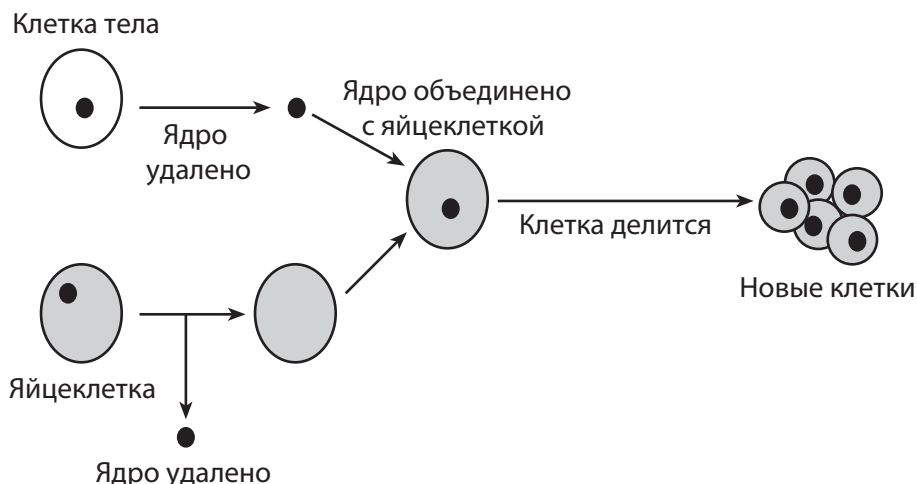 Клетка тела
Ядро
удалено
Ядро объединено
с яйцеклеткой
Клетка делится
Новые клетки
Яйцеклетка
Ядро удалено